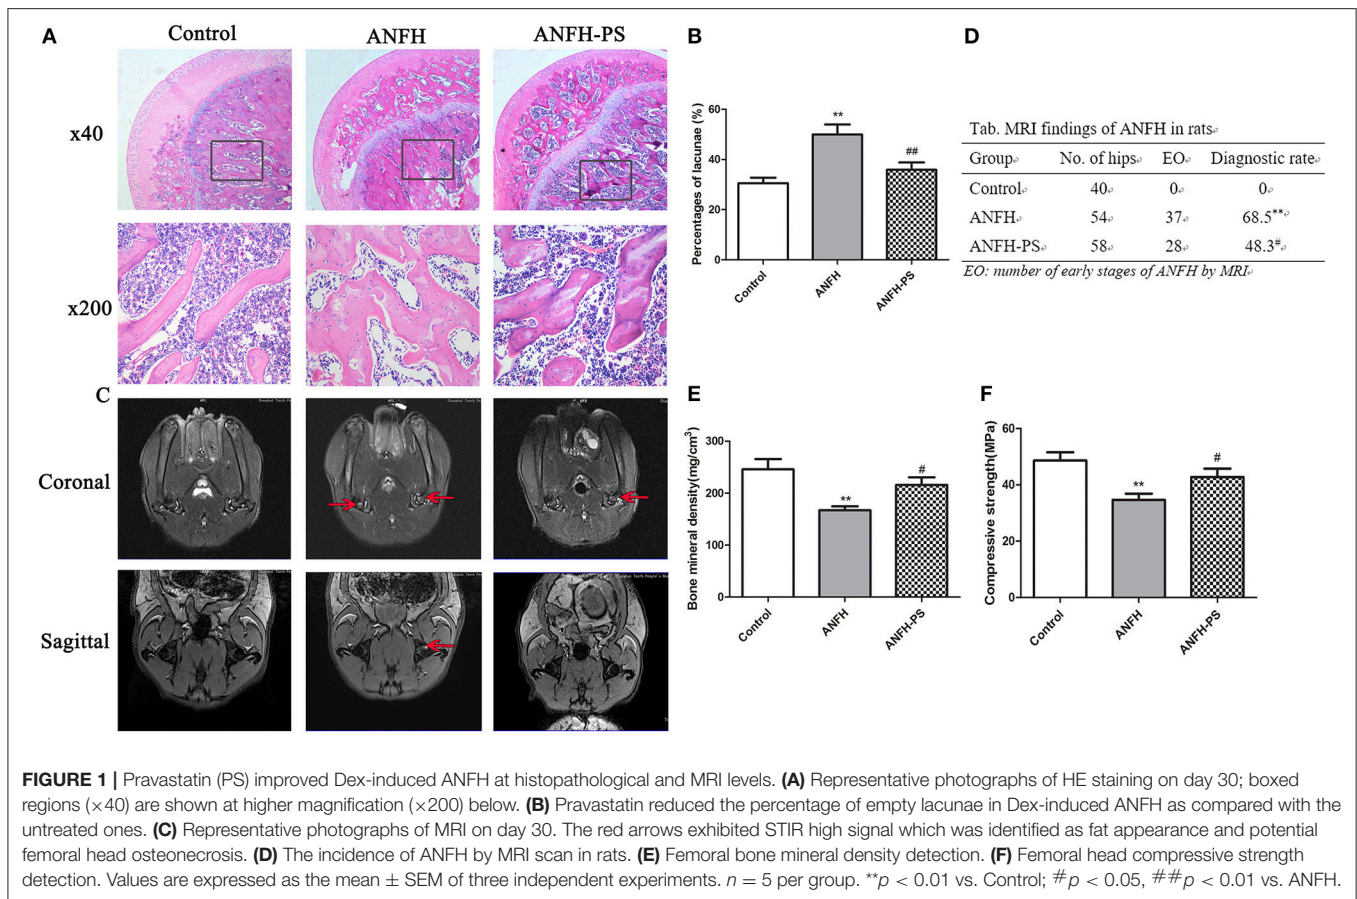 A
Control
ANFH
ANFH-PS
x40
x200
C
Coronal
Sagittal
B
Percentages of lacunae (%)
60
40
20
0
**
##
Control
ANFH
ANFH-PS
D
Tab. MRI findings of ANFH in rats
Group No. of hips EO Diagnostic rate
Control 40 0 0
ANFH 54 37 68.5**
ANFH-PS 58 28 48.3#
EO: number of early stages of ANFH by MRI
E
Bone mineral density(mg/cm³)
300
200
100
0
**
#
Control
ANFH
ANFH-PS
F
Compressive strength(MPa)
60
40
20
0
**
#
Control
ANFH
ANFH-PS
FIGURE 1 | Pravastatin (PS) improved Dex-induced ANFH at histopathological and MRI levels. (A) Representative photographs of HE staining on day 30; boxed
regions (×40) are shown at higher magnification (×200) below. (B) Pravastatin reduced the percentage of empty lacunae in Dex-induced ANFH as compared with the
untreated ones. (C) Representative photographs of MRI on day 30. The red arrows exhibited STIR high signal which was identified as fat appearance and potential
femoral head osteonecrosis. (D) The incidence of ANFH by MRI scan in rats. (E) Femoral bone mineral density detection. (F) Femoral head compressive strength
detection. Values are expressed as the mean ± SEM of three independent experiments. n = 5 per group. **p < 0.01 vs. Control; #p < 0.05, ##p < 0.01 vs. ANFH.